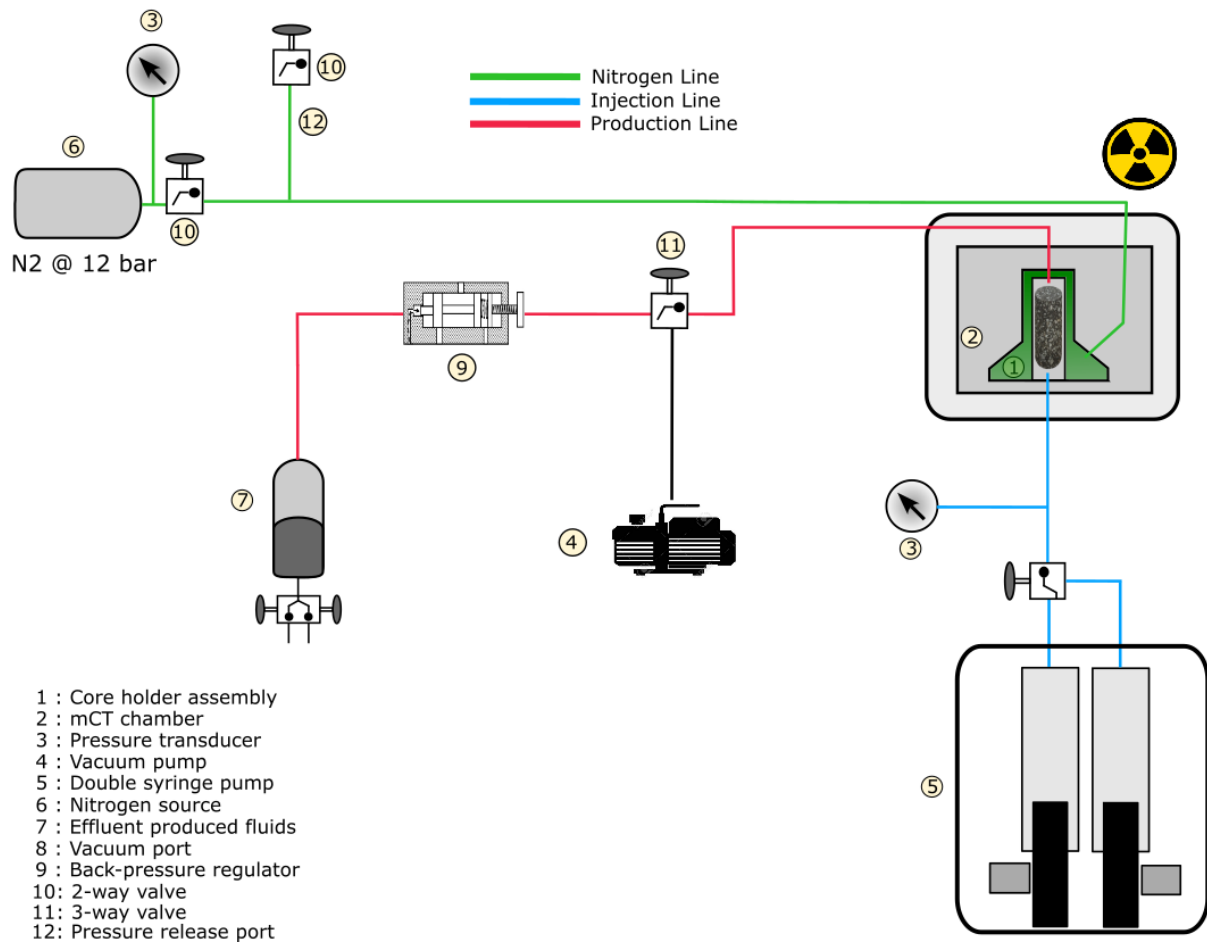 3
10
Nitrogen Line
Injection Line
Production Line
12
6
10
N2 @ 12 bar
11
2
1
9
7
4
3
5
1 : Core holder assembly
2 : mCT chamber
3 : Pressure transducer
4 : Vacuum pump
5 : Double syringe pump
6 : Nitrogen source
7 : Effluent produced fluids
8 : Vacuum port
9 : Back-pressure regulator
10: 2-way valve
11: 3-way valve
12: Pressure release port